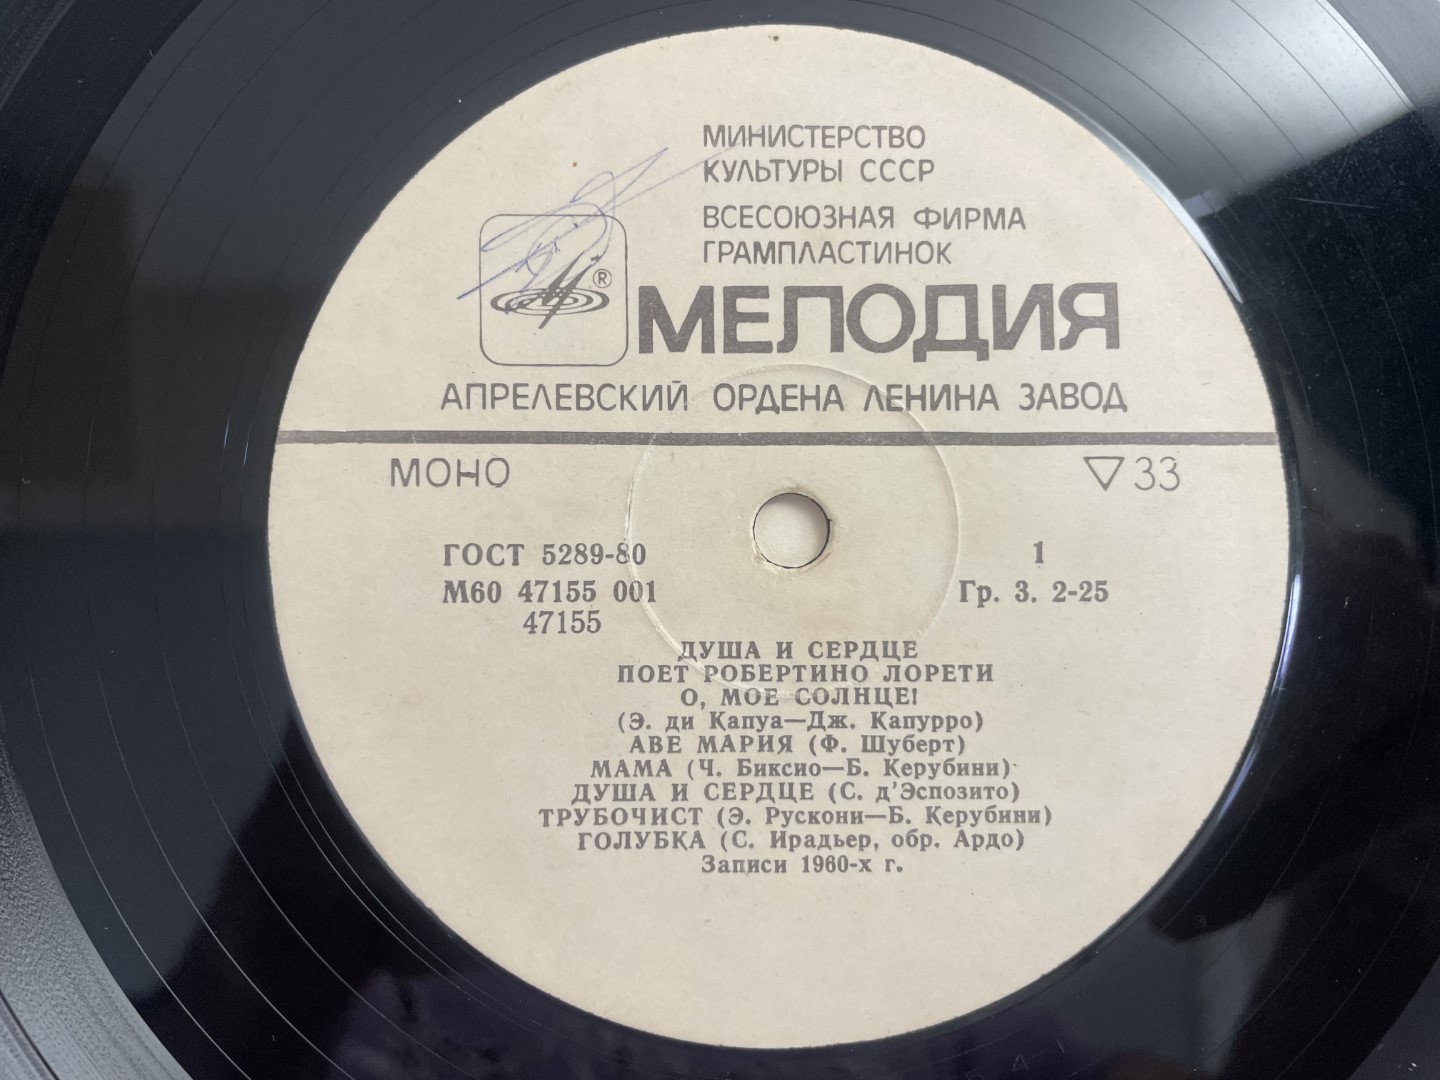 МИНИСТЕРСТВО
КУЛЬТУРЫ СССР
ВСЕСОЮЗНАЯ ФИРМА
ГРАМПЛАСТИНОК
®
МЕЛОДИЯ
АПРЕЛЕВСКИЙ ОРДЕНА ЛЕНИНА ЗАВОД
МОНО ▽33
ГОСТ 5289-80 1
М60 47155 001 Гр. 3. 2-25
47155
ДУША И СЕРДЦЕ
ПОЕТ РОБЕРТИНО ЛОРЕТИ
О, МОЕ СОЛНЦЕ!
(Э. ди Капуа—Дж. Капурро)
АВЕ МАРИЯ (Ф. Шуберт)
МАМА (Ч. Биксио—Б. Керубини)
ДУША И СЕРДЦЕ (С. д'Эспозито)
ТРУБОЧИСТ (Э. Рускони—Б. Керубини)
ГОЛУБКА (С. Ирадьер, обр. Ардо)
Записи 1960-х г.